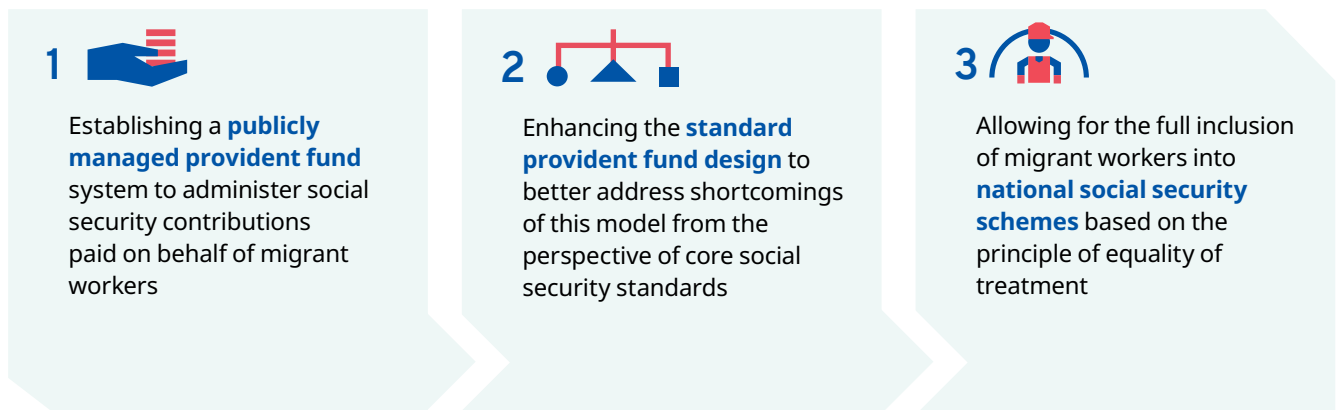 1
Establishing a publicly
managed provident fund
system to administer social
security contributions
paid on behalf of migrant
workers
2
Enhancing the standard
provident fund design to
better address shortcomings
of this model from the
perspective of core social
security standards
3
Allowing for the full inclusion
of migrant workers into
national social security
schemes based on the
principle of equality of
treatment